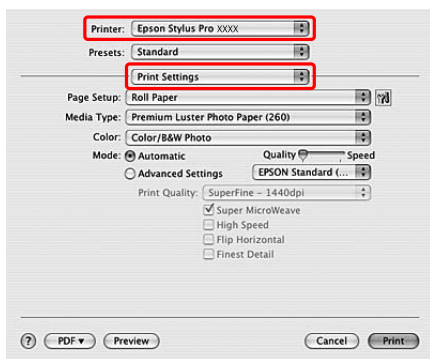 Printer: Epson Stylus Pro XXXX
Presets: Standard
Print Settings
Page Setup: Roll Paper
Media Type: Premium Luster Photo Paper (260)
Color: Color/B&W Photo
Mode: Automatic Quality Speed
Advanced Settings EPSON Standard (...
Print Quality: SuperFine - 1440dpi
Super MicroWeave
High Speed
Flip Horizontal
Finest Detail
? PDF Preview Cancel Print